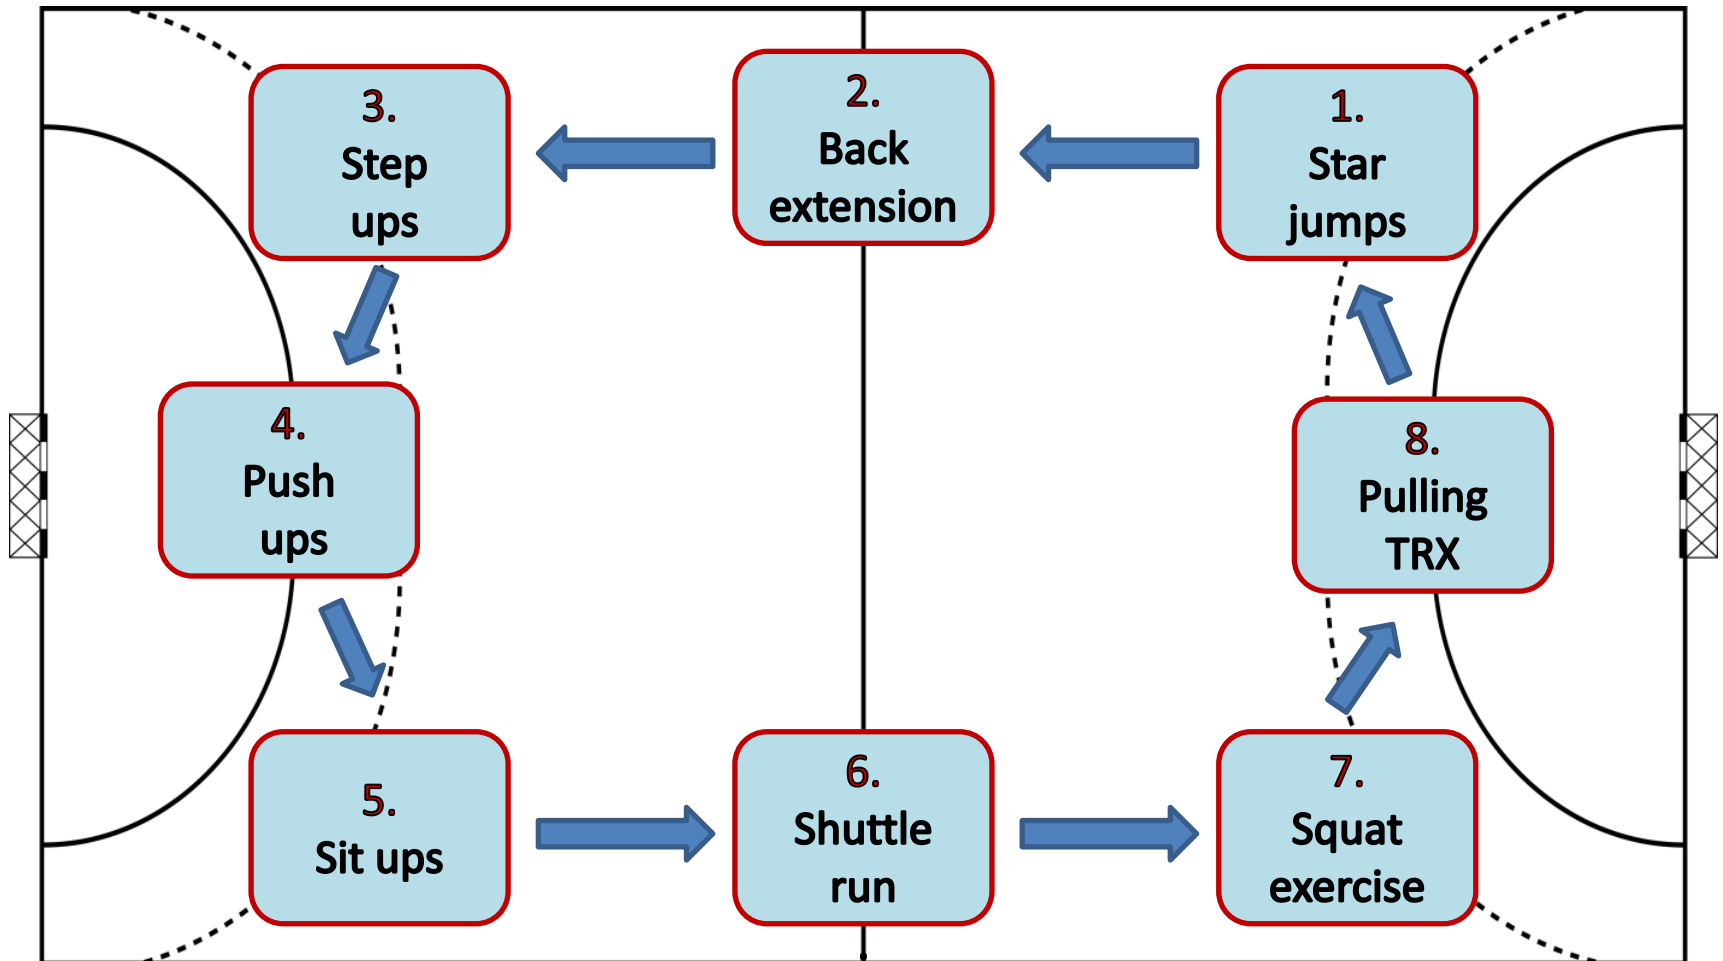 1.
Star
jumps
2.
Back
extension
3.
Step
ups
4.
Push
ups
5.
Sit ups
6.
Shuttle
run
7.
Squat
exercise
8.
Pulling
TRX